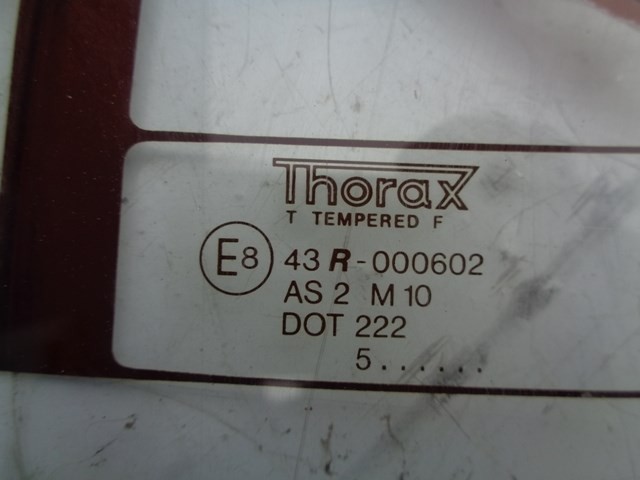 Thorax
T TEMPERED F
E8 43 R-000602
AS 2 M 10
DOT 222
5......